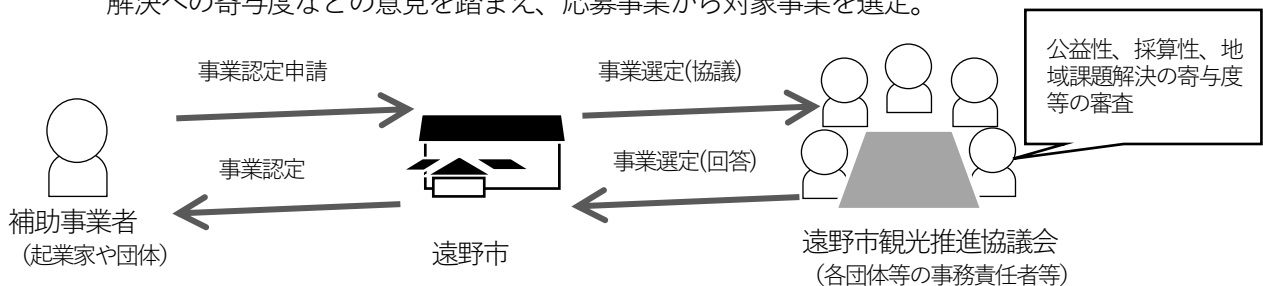 解決への寄与度などの意見を踏まえ、応募事業から対象事業を選定。
事業認定申請
事業選定(協議)
公益性、採算性、地
域課題解決の寄与度
等の審査
事業認定
事業選定(回答)
補助事業者
（起業家や団体）
遠野市
遠野市観光推進協議会
（各団体等の事務責任者等）